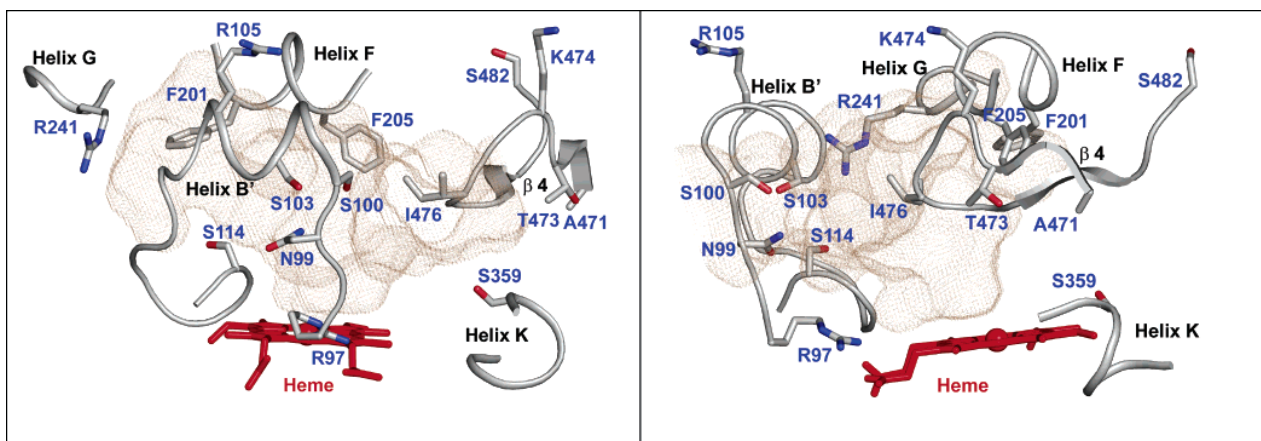 R105
Helix F
K474
Helix G
S482
F201
R241
F205
Helix B'
β 4
S103
S100
I476
T473
A471
S114
N99
S359
Helix K
R97
Heme
R105
K474
Helix F
Helix G
S482
Helix B'
R241
F205
F201
β 4
S100
S103
I476
T473
A471
N99
S114
S359
R97
Helix K
Heme